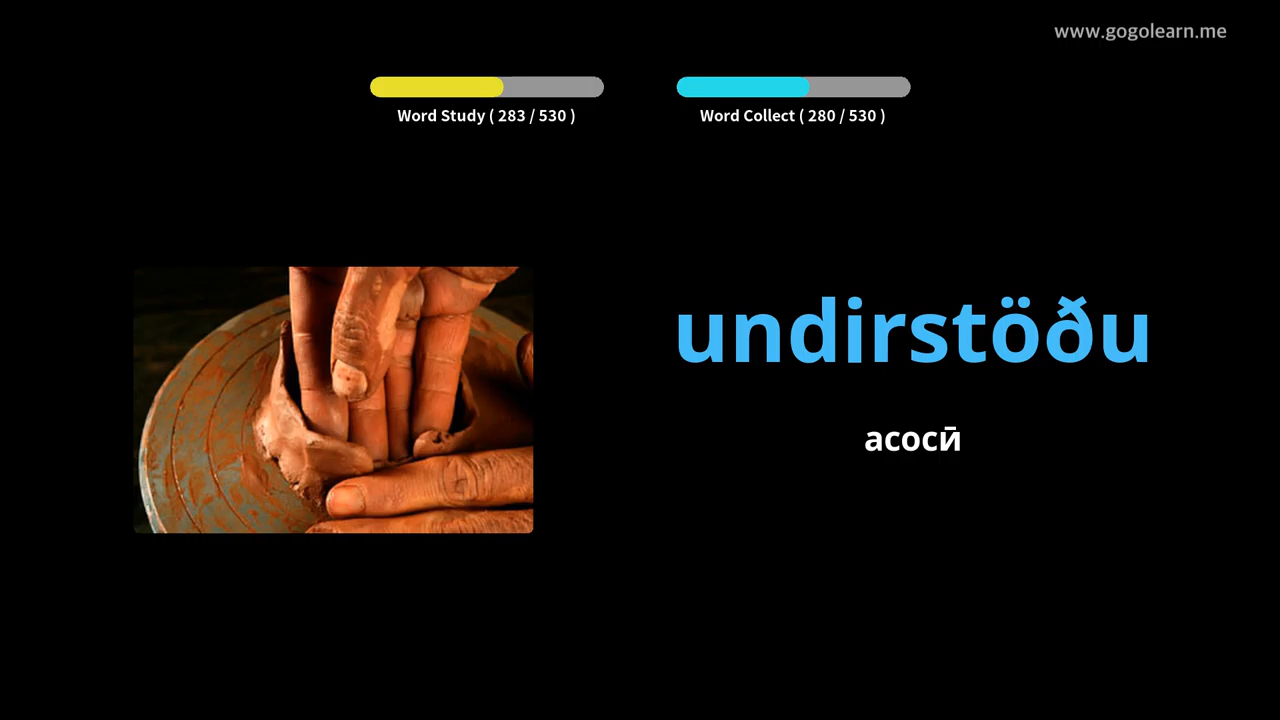 www.gogolearn.me
Word Study ( 283 / 530 )
Word Collect ( 280 / 530 )
undirstöðu
асосӣ